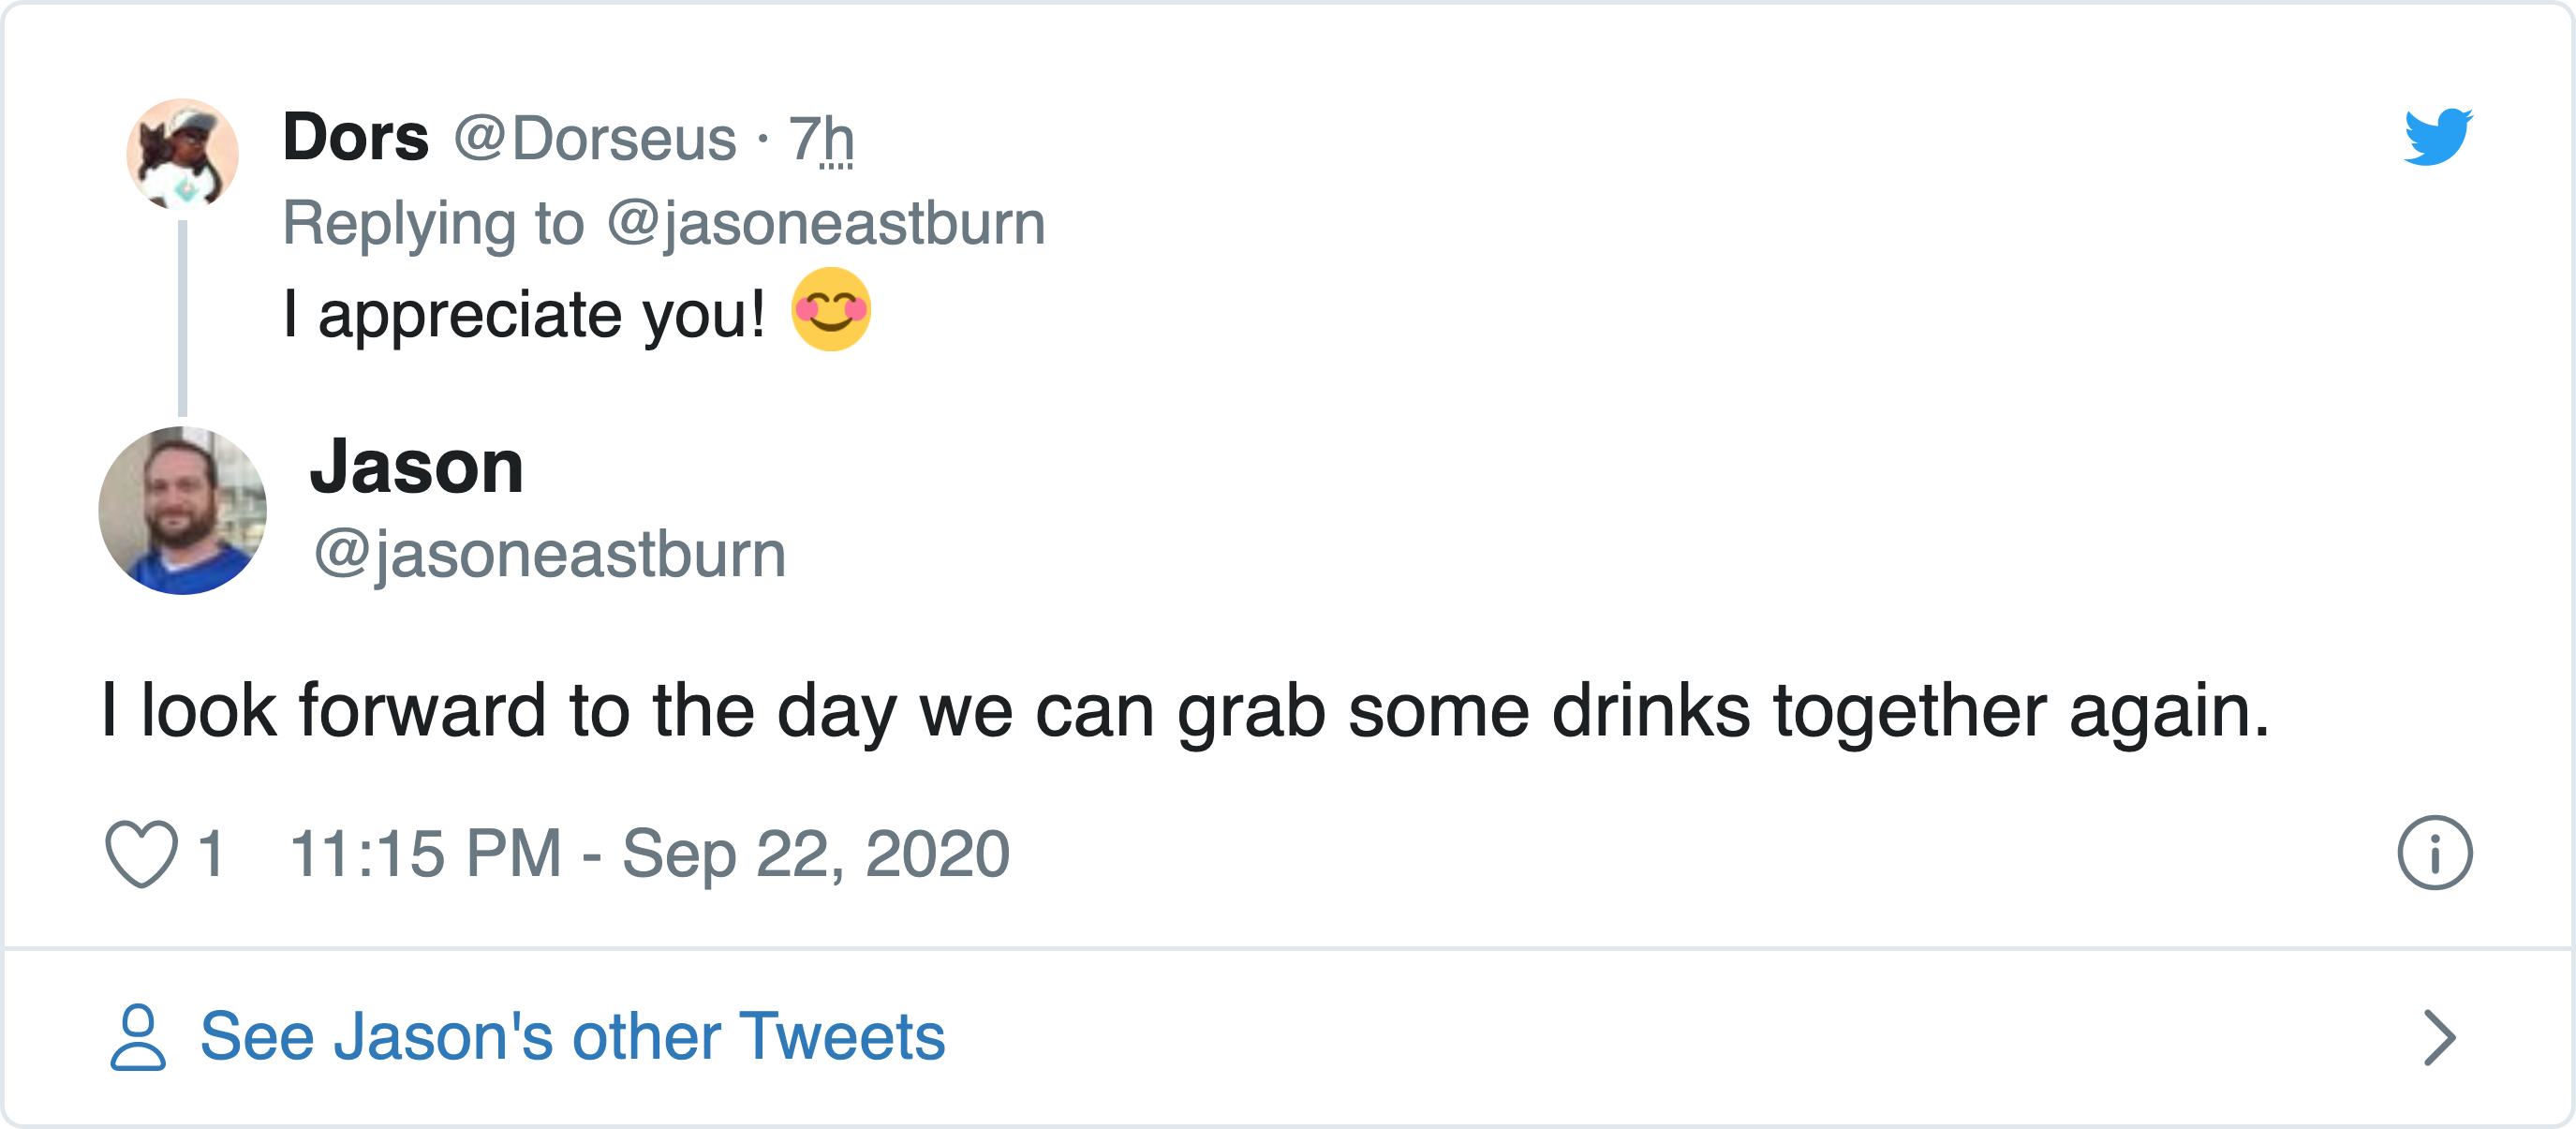 Dors @Dorseus · 7h
Replying to @jasoneastburn
I appreciate you! 😊
Jason
@jasoneastburn
I look forward to the day we can grab some drinks together again.
1 11:15 PM - Sep 22, 2020
See Jason's other Tweets